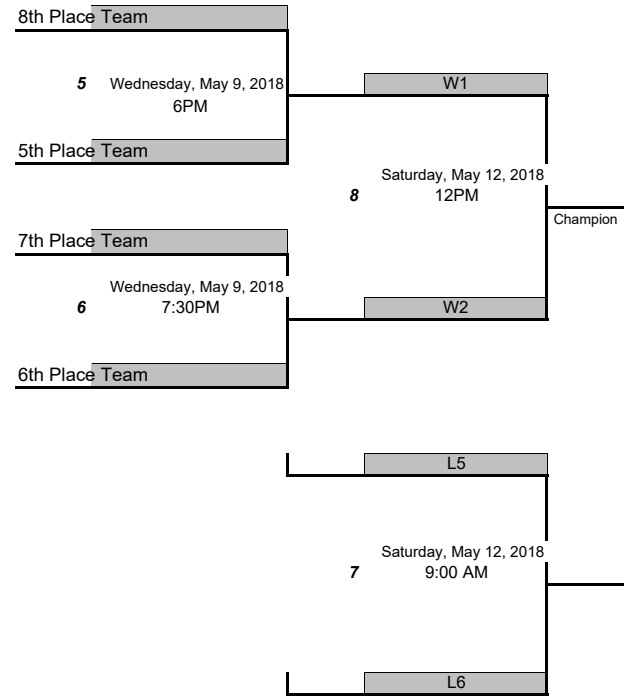 8th Place Team
5 Wednesday, May 9, 2018
6PM
W1
5th Place Team
Saturday, May 12, 2018
8 12PM
Champion
7th Place Team
Wednesday, May 9, 2018
6 7:30PM
W2
6th Place Team
L5
Saturday, May 12, 2018
7 9:00 AM
L6